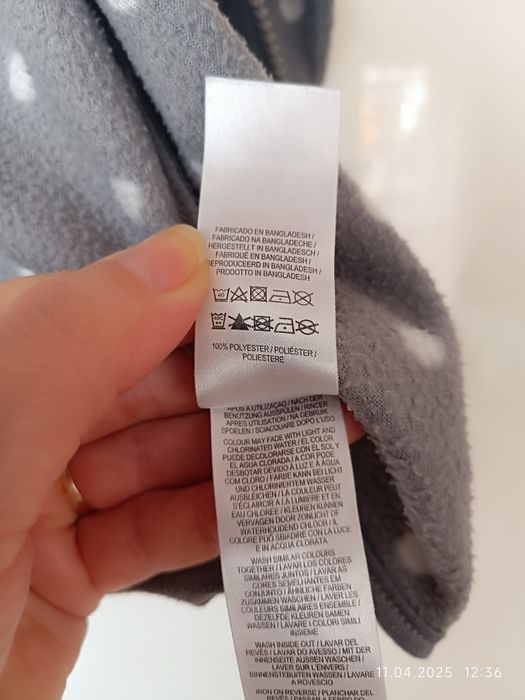 FABRICADO EN BANGLADESH /
FABRICADO NA BANGLADECHE /
HERGESTELLT IN BANGLADESCH /
FABRIQUÉ EN BANGLADESH /
GEPRODUCEERD IN BANGLADESH /
PRODOTTO IN BANGLADESH
40
40C
100% POLYESTER / POLIÉSTER /
POLIESTERE
APÓS A UTILIZAÇÃO / NACH DER
BENUTZUNG AUSSPÜLEN / RINCER
APRES UTILISATION / NA GEBRUIK
SPOELEN / SCIACQUARE DOPO L'USO
COLOUR MAY FADE WITH LIGHT AND
CHLORINATED WATER / EL COLOR
PUEDE DECOLORARSE CON EL SOL Y
EL AGUA CLORADA / A COR PODE
DESBOTAR DEVIDO À LUZ E À ÁGUA
COM CLORO / FARBE KANN BEI LICHT
UND CHLORIERTEM WASSER
AUSBLEICHEN / LA COULEUR PEUT
S'ÉCLAIRCIR À LA LUMIERE ET EN
EAU CHLORÉE / KLEUREN KUNNEN
VERVAGEN DOOR ZONLICHT OF
WATERHOUDEND CHLOOR / IL
COLORE PUÒ SBIADIRE CON LA LUCE
E IN ACQUA CLORATA
WASH SIMILAR COLOURS
TOGETHER / LAVAR LOS COLORES
SIMILARES JUNTOS / LAVAR AS
CORES SEMELHANTES EM
CONJUNTO / ÄHNLICHE FARBEN
ZUSAMMEN WASCHEN / LAVER LES
COULEURS SIMILAIRES ENSEMBLE /
DEZELFDE KLEUREN SAMEN
WASSEN / LAVARE I COLORI SIMILI
INSIEME
WASH INSIDE OUT / LAVAR DEL
REVÉS / LAVAR DO AVESSO / MIT DER
INNENSEITE AUSSEN WASCHEN /
LAVER SUR L'ENVERS /
BINNENSTEBUITEN WASSEN / LAVARE
A ROVESCIO
IRON ON REVERSE / PLANCHAR DEL
11.04.2025 12:36